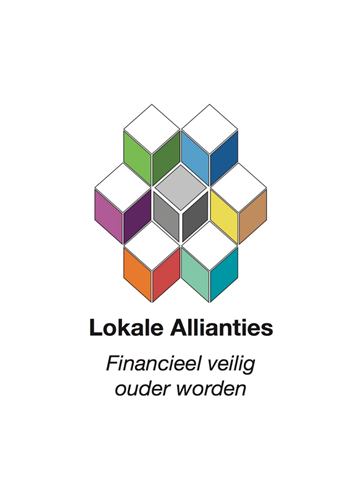 Lokale Allianties
Financieel veilig
ouder worden